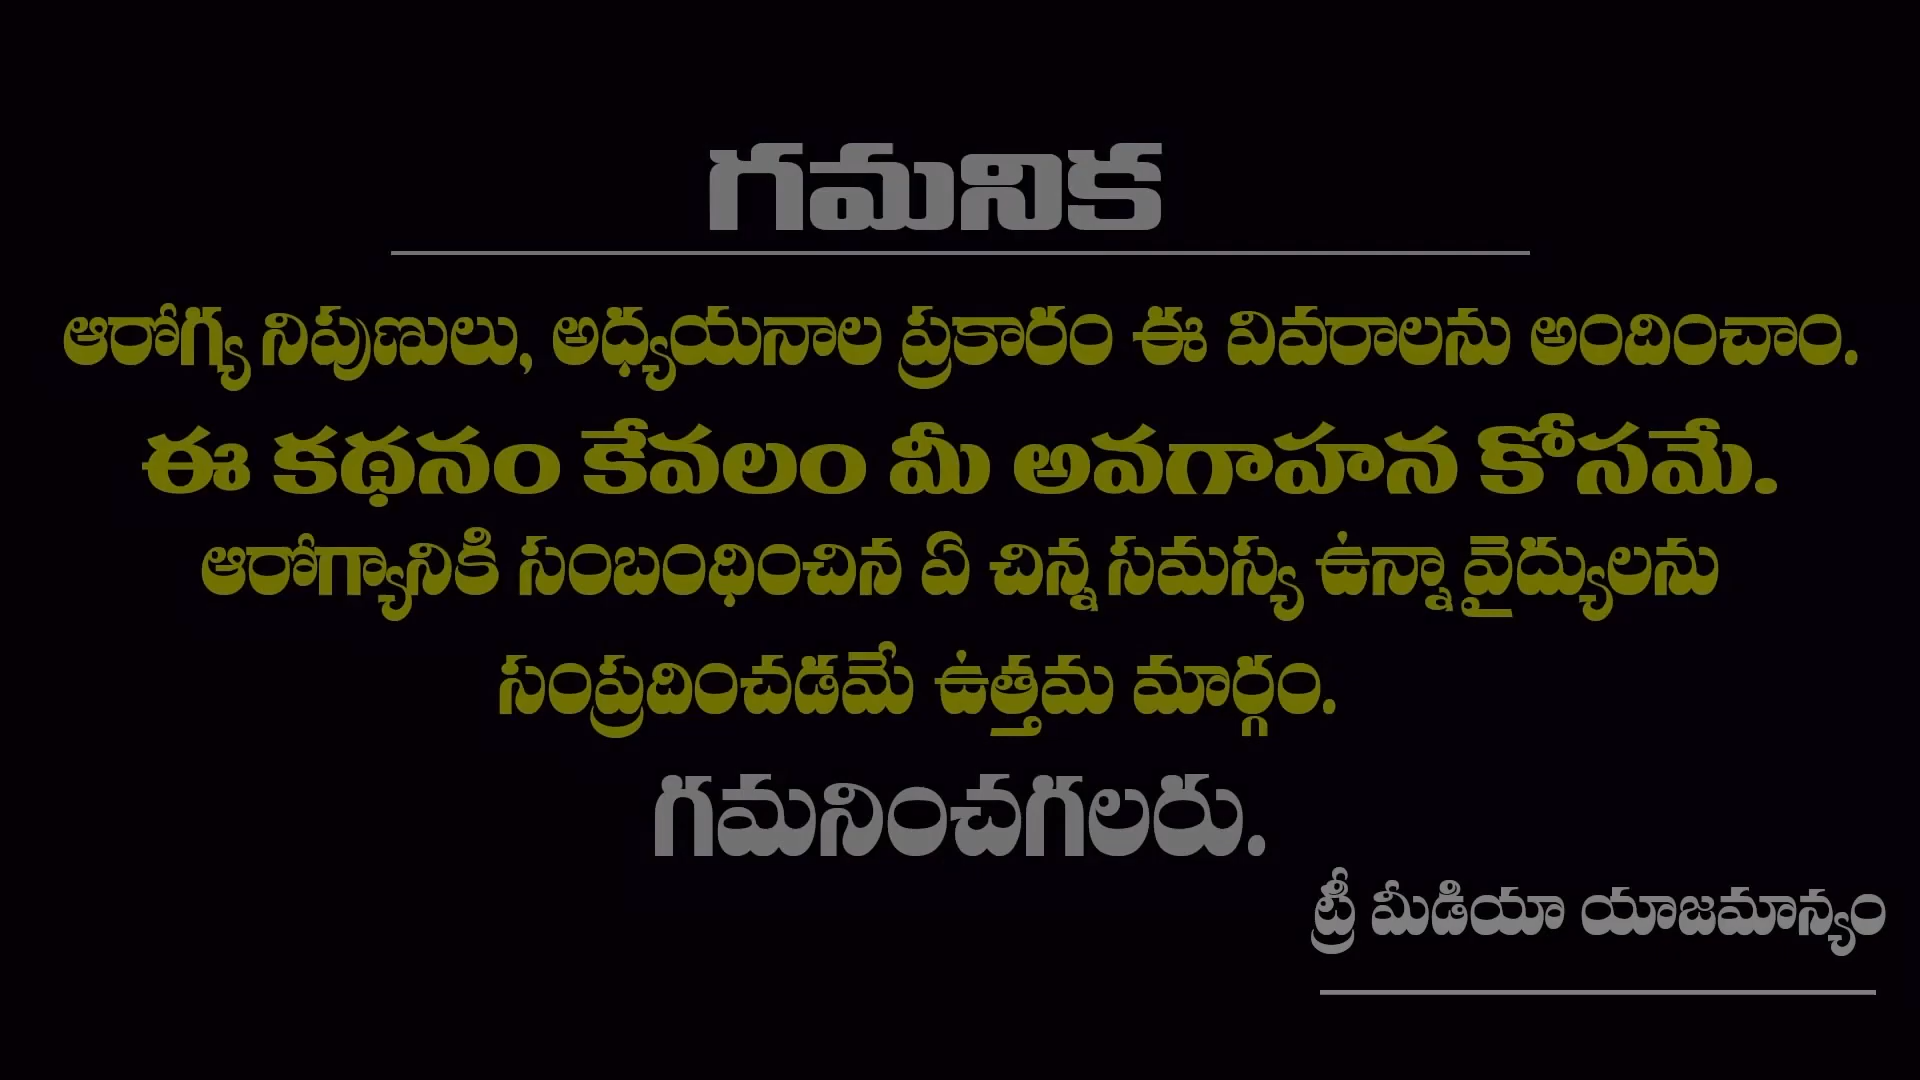 గమనిక
ఆరోగ్య నిపుణులు, అధ్యయనాల ప్రకారం ఈ వివరాలను అందించాం.
ఈ కథనం కేవలం మీ అవగాహన కోసమే.
ఆరోగ్యానికి సంబంధించిన ఏ చిన్న సమస్య ఉన్నా వైద్యులను
సంప్రదించడమే ఉత్తమ మార్గం.
గమనించగలరు.
ట్రీ మీడియా యాజమాన్యం